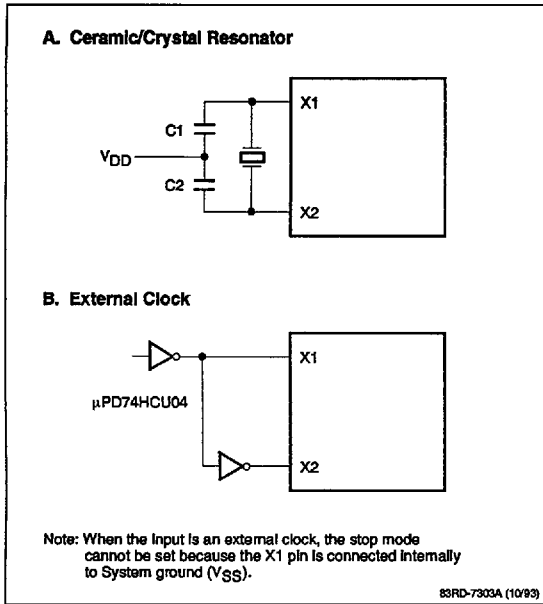 A. Ceramic/Crystal Resonator
X1
C1
VDD
C2
X2
B. External Clock
X1
µPD74HCU04
X2
Note: When the Input is an external clock, the stop mode
cannot be set because the X1 pin is connected internally
to System ground (VSS).
83RD-7303A (10/93)